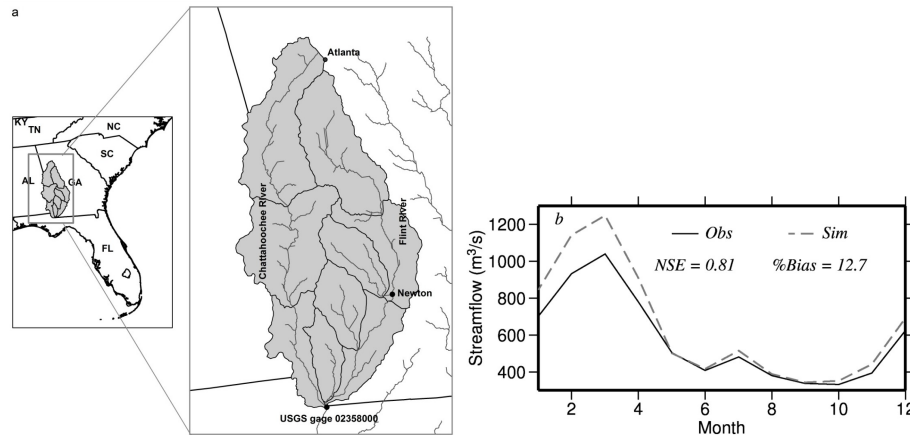 a
Atlanta
KY
TN
NC
SC
AL
GA
FL
Chattahoochee River
Flint River
Newton
USGS gage 02358000
b
Obs
Sim
NSE = 0.81
%Bias = 12.7
Streamflow (m³/s)
1200
1000
800
600
400
2
4
6
8
10
12
Month